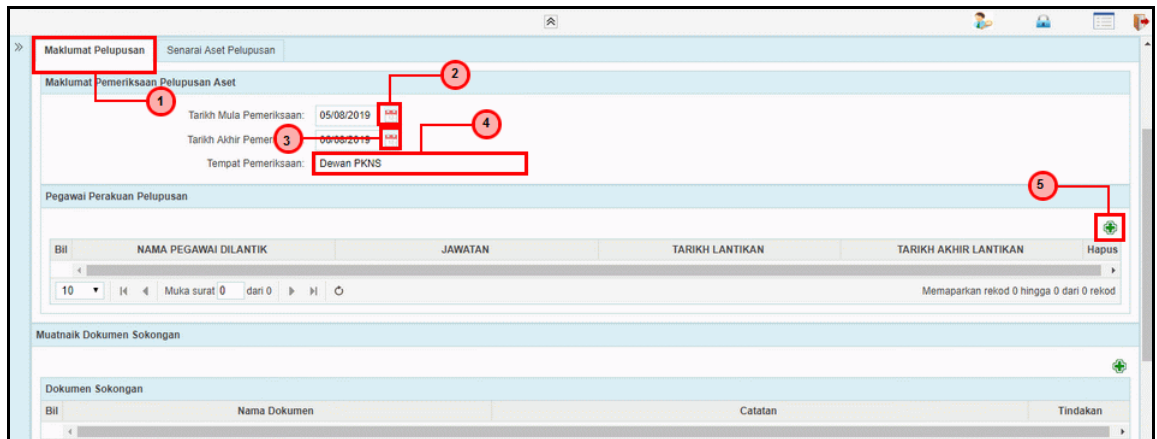 Maklumat Pelupusan Senarai Aset Pelupusan
Maklumat Pemeriksaan Pelupusan Aset
2
1
Tarikh Mula Pemeriksaan: 05/08/2019
4
Tarikh Akhir Pemer 3 06/08/2019
Tempat Pemeriksaan: Dewan PKNS
5
Pegawai Perakuan Pelupusan
Bil NAMA PEGAWAI DILANTIK JAWATAN TARIKH LANTIKAN TARIKH AKHIR LANTIKAN Hapus
10 Muka surat 0 dari 0 Memaparkan rekod 0 hingga 0 dari 0 rekod
Muatnaik Dokumen Sokongan
Dokumen Sokongan
Bil Nama Dokumen Catatan Tindakan